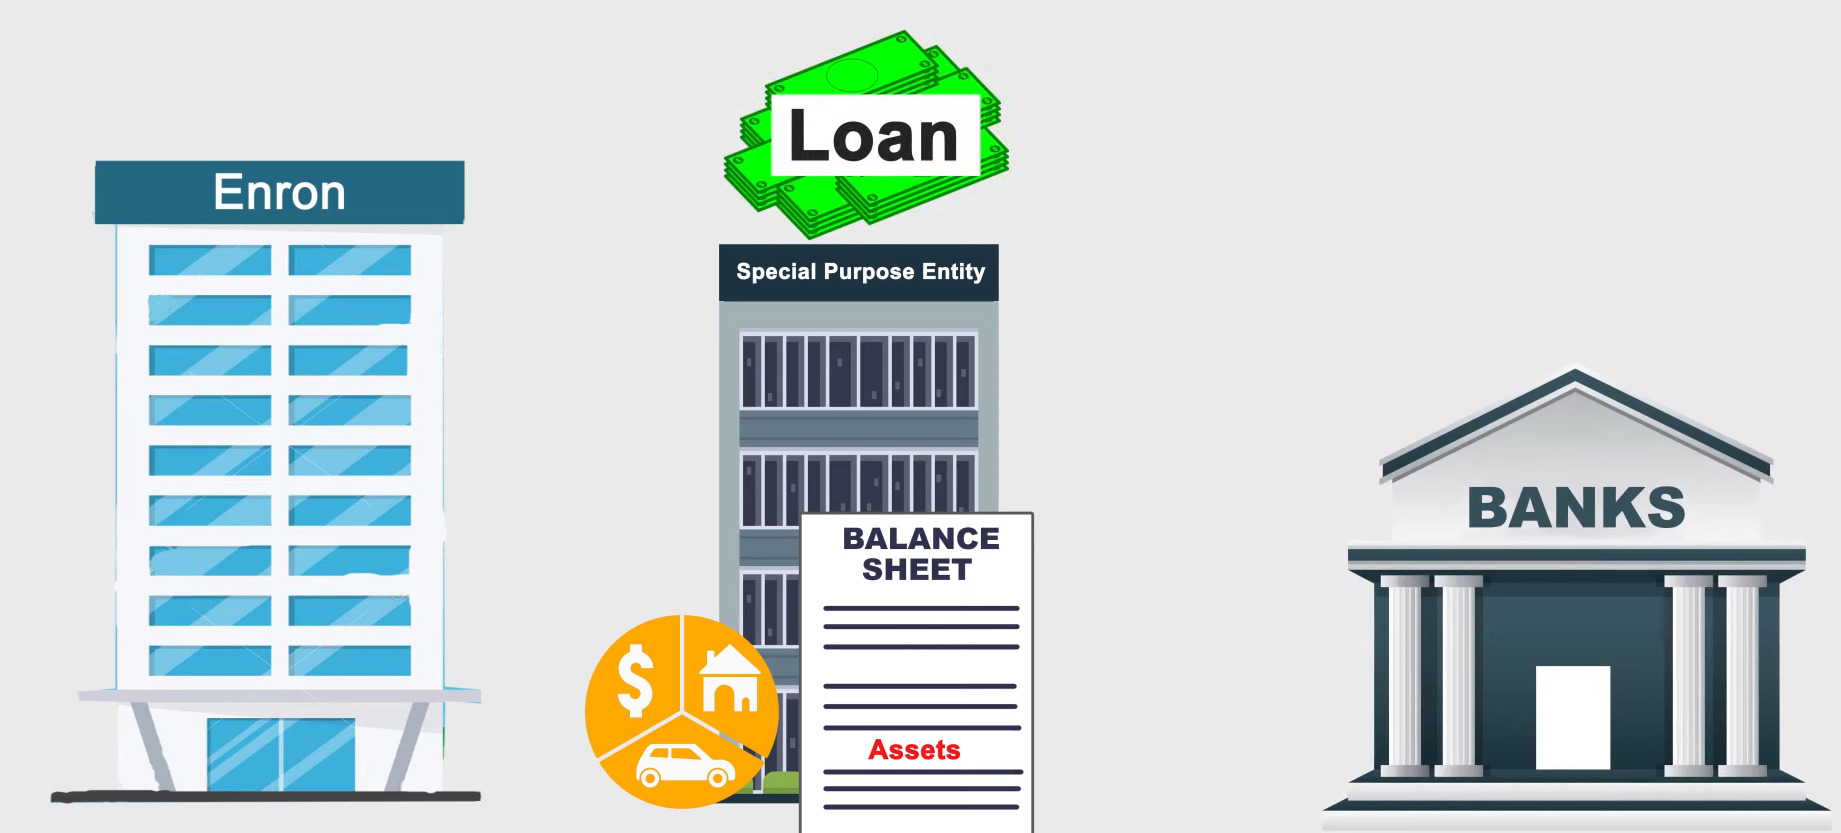 Loan
Enron
Special Purpose Entity
BANKS
BALANCE
SHEET
$
Assets